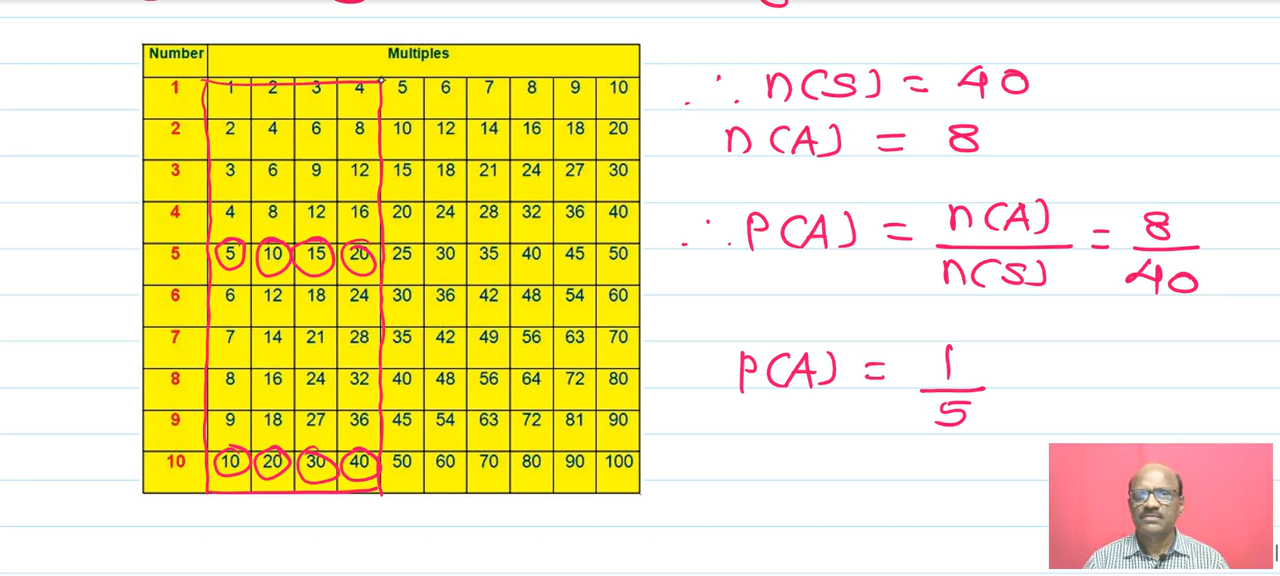 Number Multiples
1 1 2 3 4 5 6 7 8 9 10
2 2 4 6 8 10 12 14 16 18 20
3 3 6 9 12 15 18 21 24 27 30
4 4 8 12 16 20 24 28 32 36 40
5 5 10 15 20 25 30 35 40 45 50
6 6 12 18 24 30 36 42 48 54 60
7 7 14 21 28 35 42 49 56 63 70
8 8 16 24 32 40 48 56 64 72 80
9 9 18 27 36 45 54 63 72 81 90
10 10 20 30 40 50 60 70 80 90 100
∴ n(S) = 40
n(A) = 8
∴ P(A) = n(A)/n(S) = 8/40
P(A) = 1/5